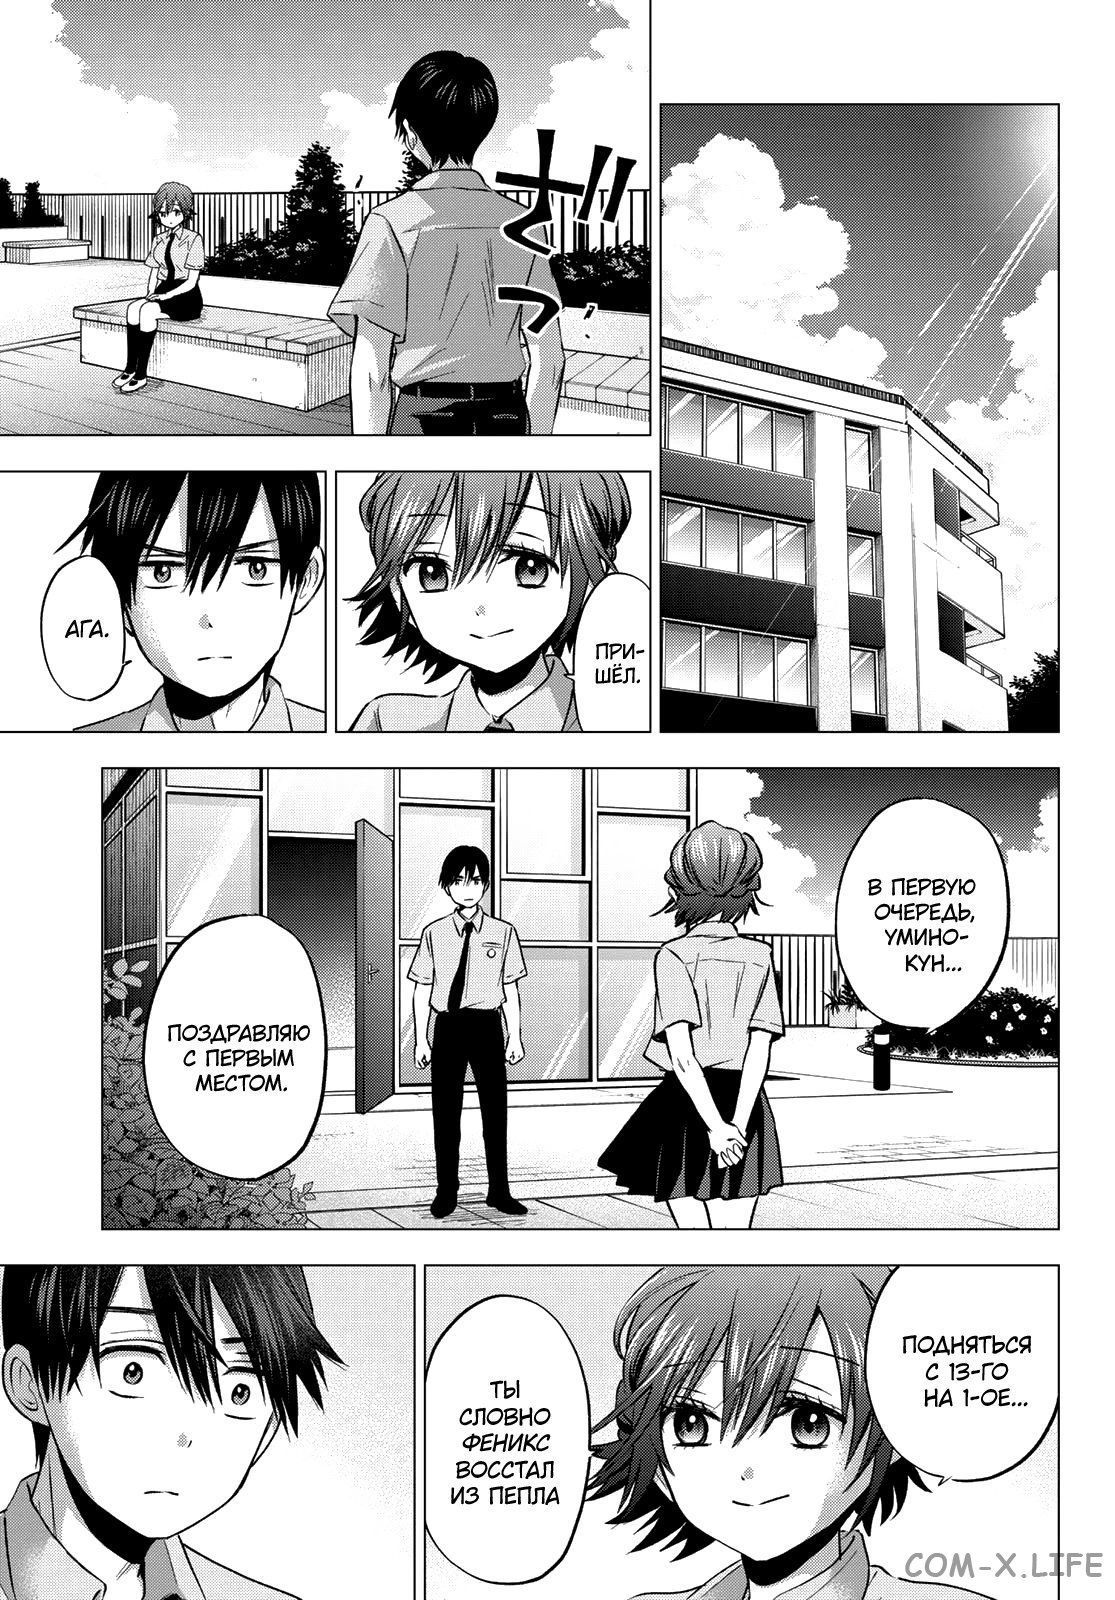 ざっ!!
ПРИ-
ШЁЛ.
АГА.
В ПЕРВУЮ
ОЧЕРЕДЬ,
УМИНО-
КУН...
ПОЗДРАВЛЯЮ
С ПЕРВЫМ
МЕСТОМ.
ПОДНЯТЬСЯ
С 13-ГО
НА 1-ОЕ...
ТЫ
СЛОВНО
ФЕНИКС
ВОССТАЛ
ИЗ ПЕПЛА
COM-X.LIFE